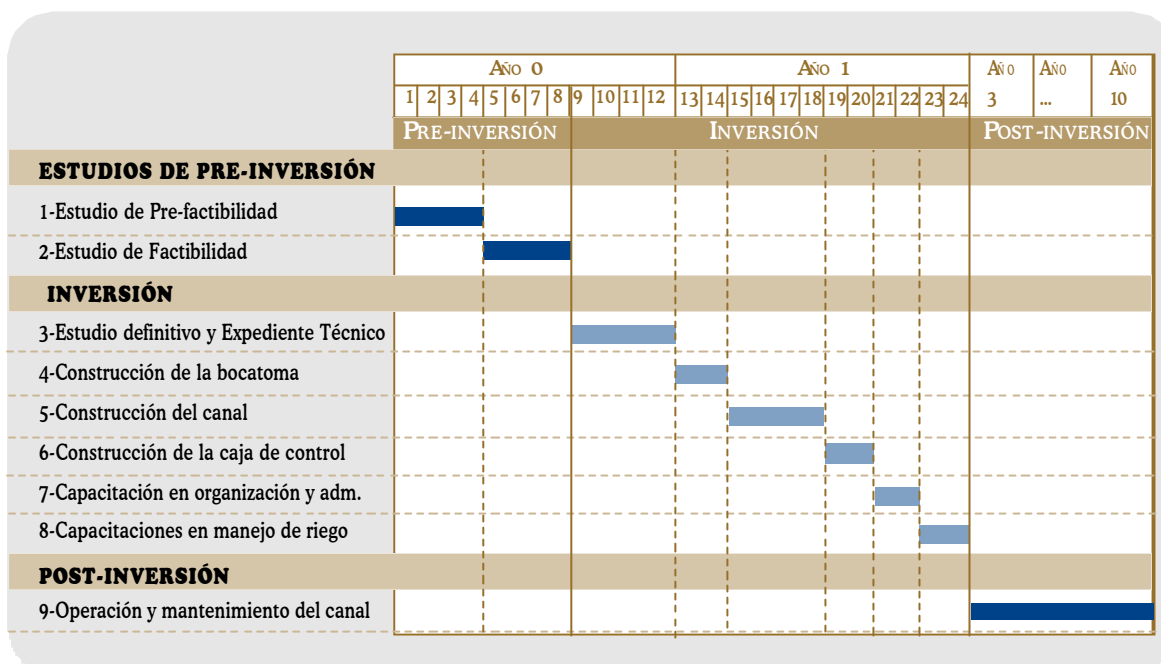 Año 0 Año 1 Año Año Año
1 2 3 4 5 6 7 8 9 10 11 12 13 14 15 16 17 18 19 20 21 22 23 24 3 ... 10
PRE-INVERSIÓN INVERSIÓN POST-INVERSIÓN
ESTUDIOS DE PRE-INVERSIÓN
1-Estudio de Pre-factibilidad
2-Estudio de Factibilidad
INVERSIÓN
3-Estudio definitivo y Expediente Técnico
4-Construcción de la bocatoma
5-Construcción del canal
6-Construcción de la caja de control
7-Capacitación en organización y adm.
8-Capacitaciones en manejo de riego
POST-INVERSIÓN
9-Operación y mantenimiento del canal